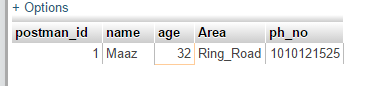 + Options
postman_id name age Area ph_no
1 Maaz 32 Ring_Road 1010121525